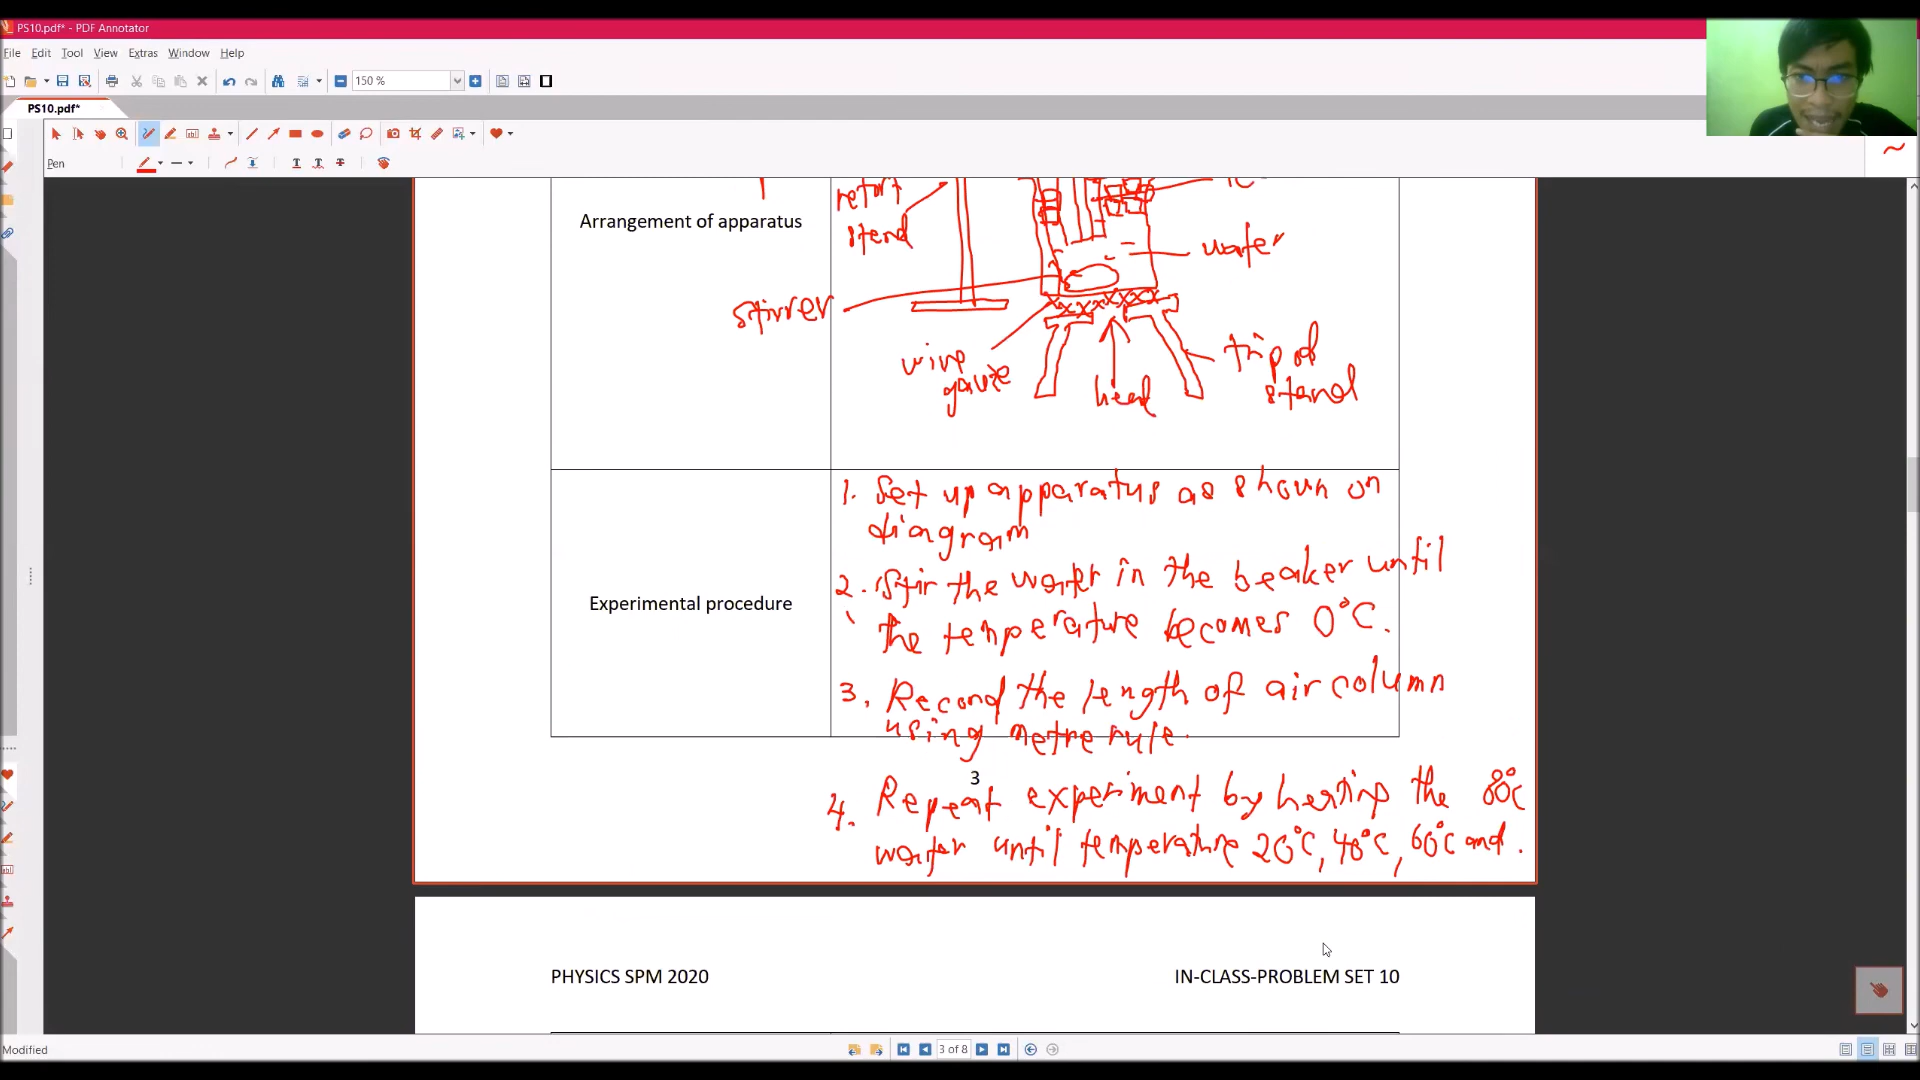 PS10.pdf* - PDF Annotator
File Edit Tool View Extras Window Help
150 %
PS10.pdf*
Pen
Arrangement of apparatus
retort
stand
water
stirrer
wire
gauze
heat
tripod
stand
Experimental procedure
1. Set up apparatus as shown on
diagram
2. Stir the water in the beaker until
the temperature becomes 0°C.
3. Record the length of air column
using metre rule.
3
4. Repeat experiment by heating the 80°C
water until temperature 20°C, 40°C, 60°C and .
PHYSICS SPM 2020 IN-CLASS-PROBLEM SET 10
Modified
3 of 8